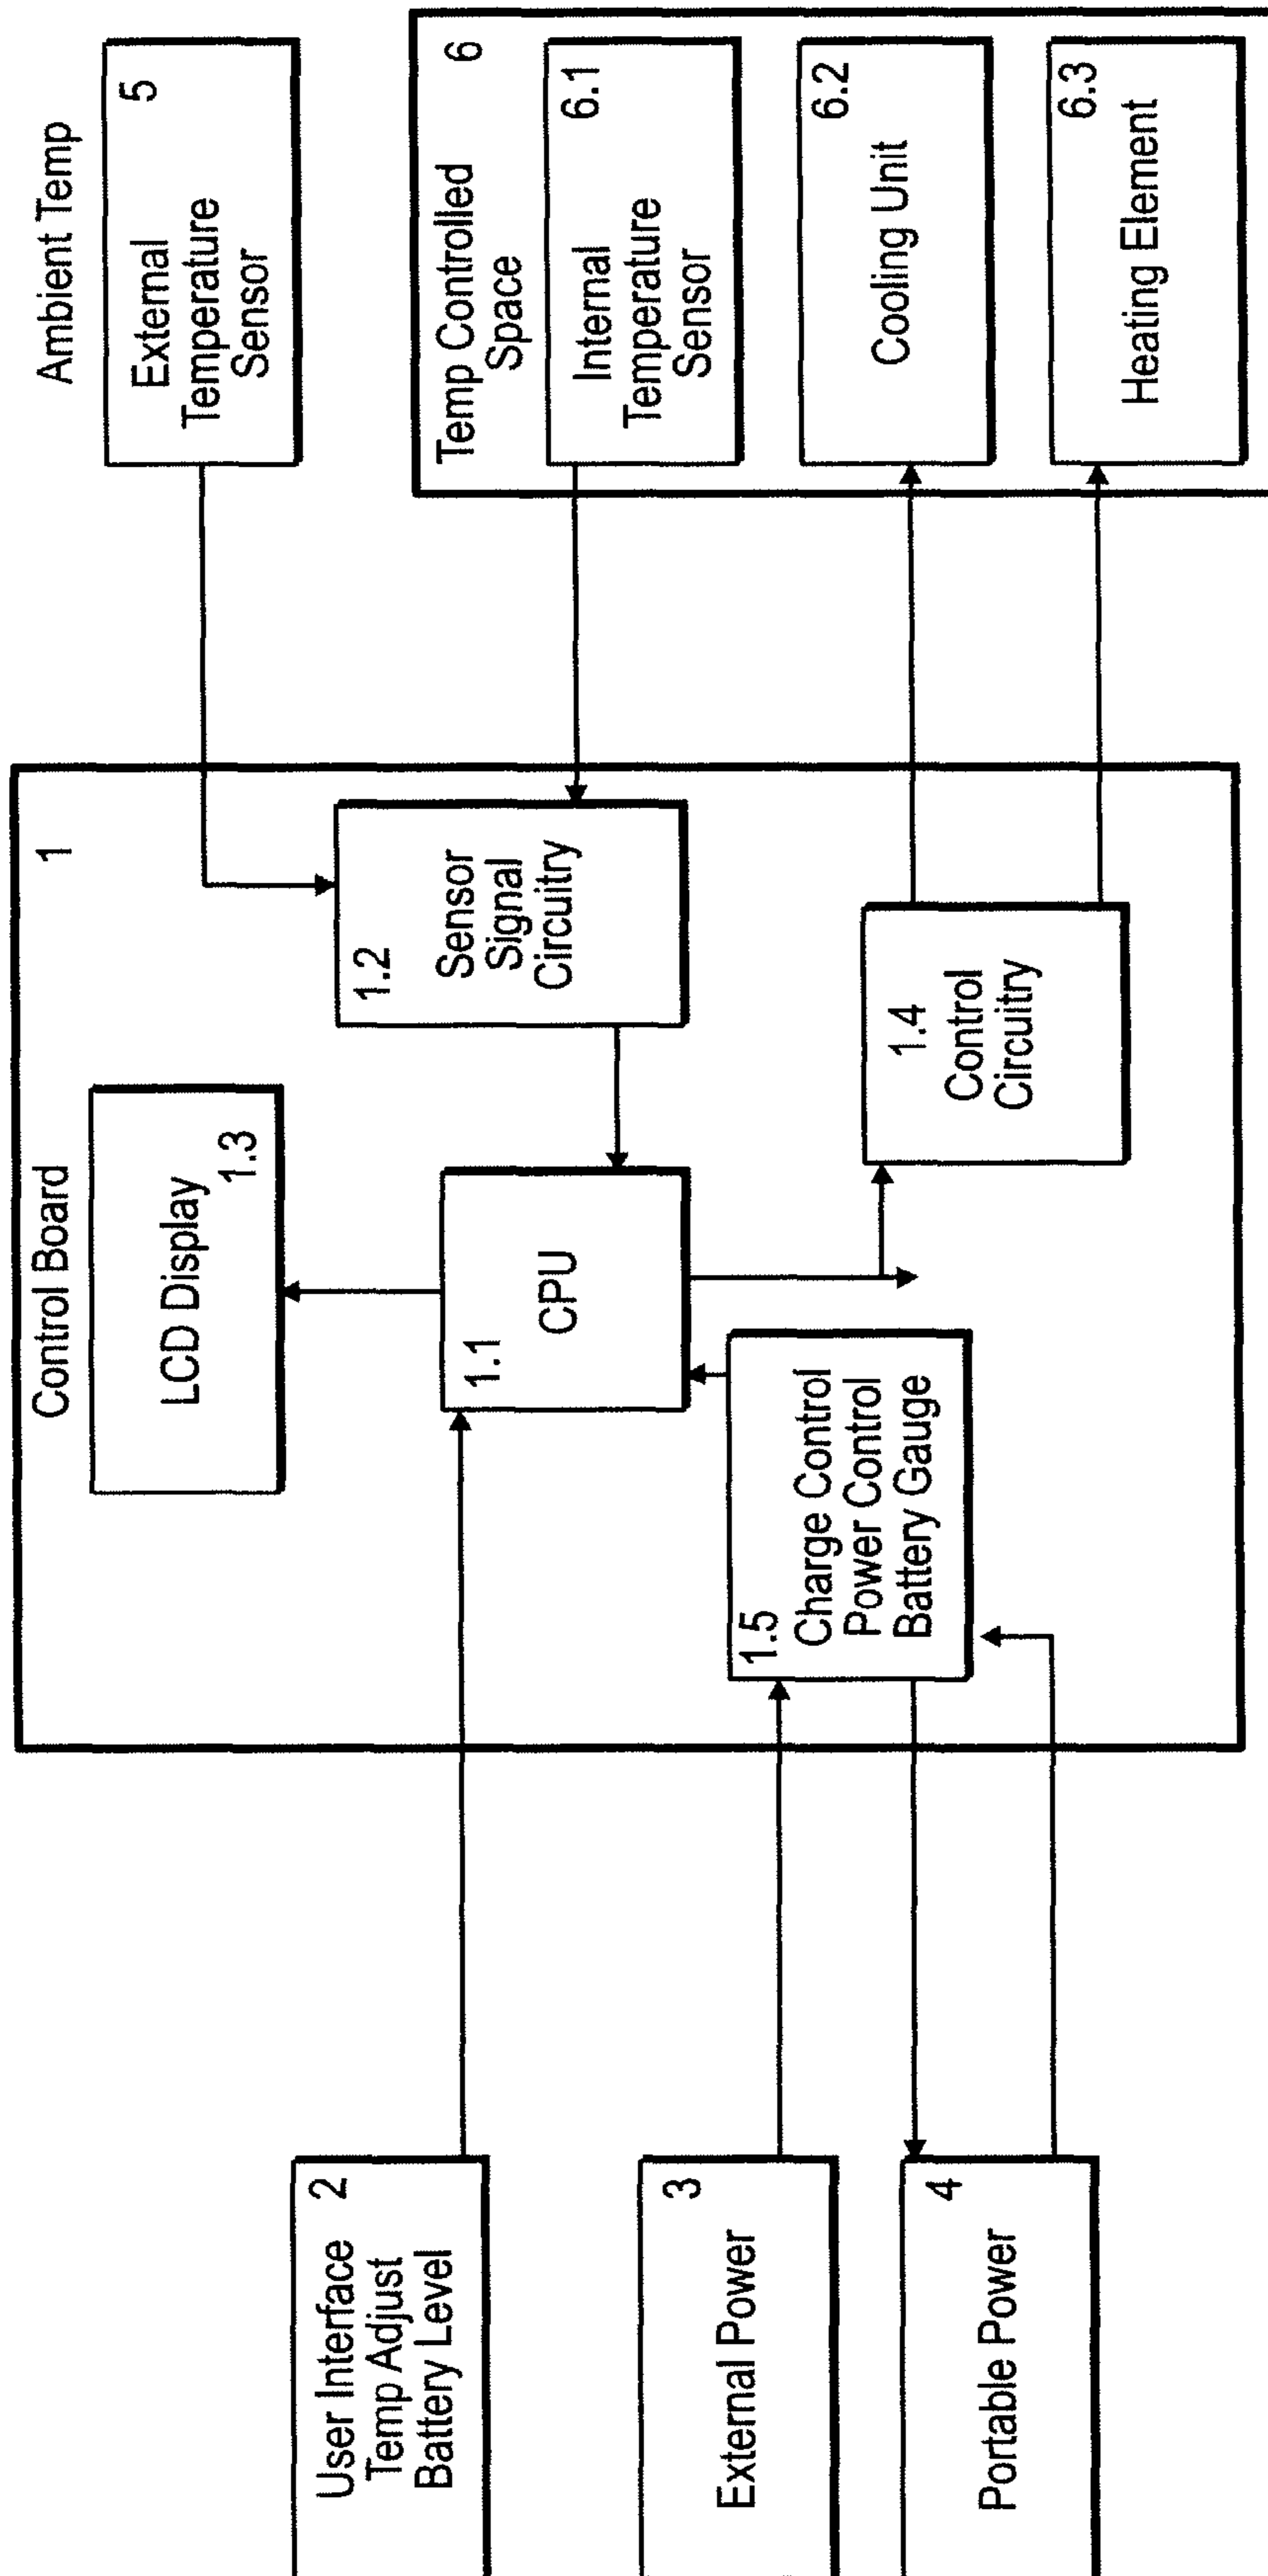 Control Board
1
LCD Display
1.3
1.1
CPU
1.2
Sensor
Signal
Circuitry
1.4
Control
Circuitry
1.5
Charge Control
Power Control
Battery Gauge
2
User Interface
Temp Adjust
Battery Level
3
External Power
4
Portable Power
Ambient Temp
5
External
Temperature
Sensor
6
Temp Controlled
Space
6.1
Internal
Temperature
Sensor
6.2
Cooling Unit
6.3
Heating Element